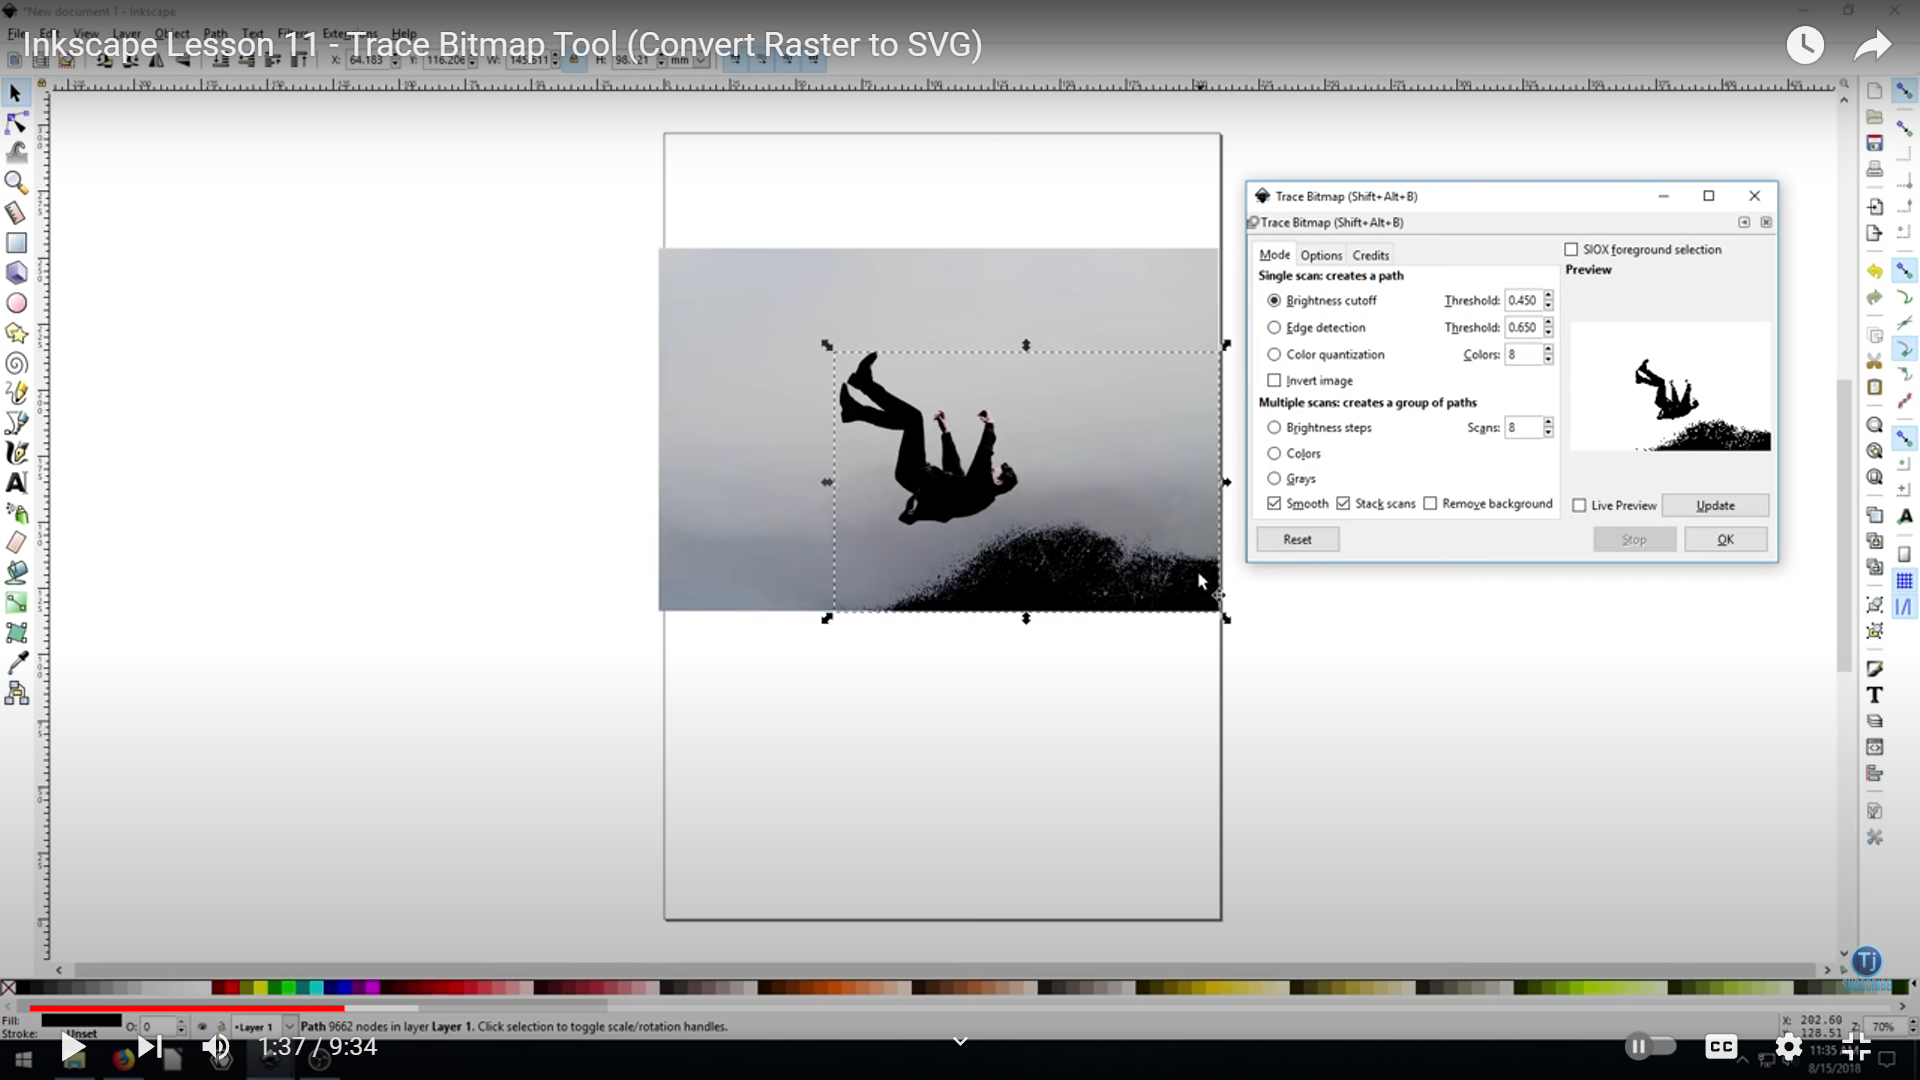 *New document 1 - Inkscape
File Edit View Layer Object Path Text Filters Extensions Help
Inkscape Lesson 11 - Trace Bitmap Tool (Convert Raster to SVG)
X: 64.183 Y: 116.206 W: 145.611 H: mm
Trace Bitmap (Shift+Alt+B)
Trace Bitmap (Shift+Alt+B)
Mode Options Credits
SIOX foreground selection
Single scan: creates a path
Preview
Brightness cutoff Threshold: 0.450
Edge detection Threshold: 0.650
Color quantization Colors: 8
Invert image
Multiple scans: creates a group of paths
Brightness steps Scans: 8
Colors
Grays
Smooth Stack scans Remove background
Live Preview Update
Reset Stop OK
Tj
SUBSCRIBE
Fill:
Stroke: Unset
O: 0
Layer 1
Path 9662 nodes in layer Layer 1. Click selection to toggle scale/rotation handles.
X: 202.60
128.51
Z: 70%
1:37 / 9:34
CC
11:35 AM
8/15/2018